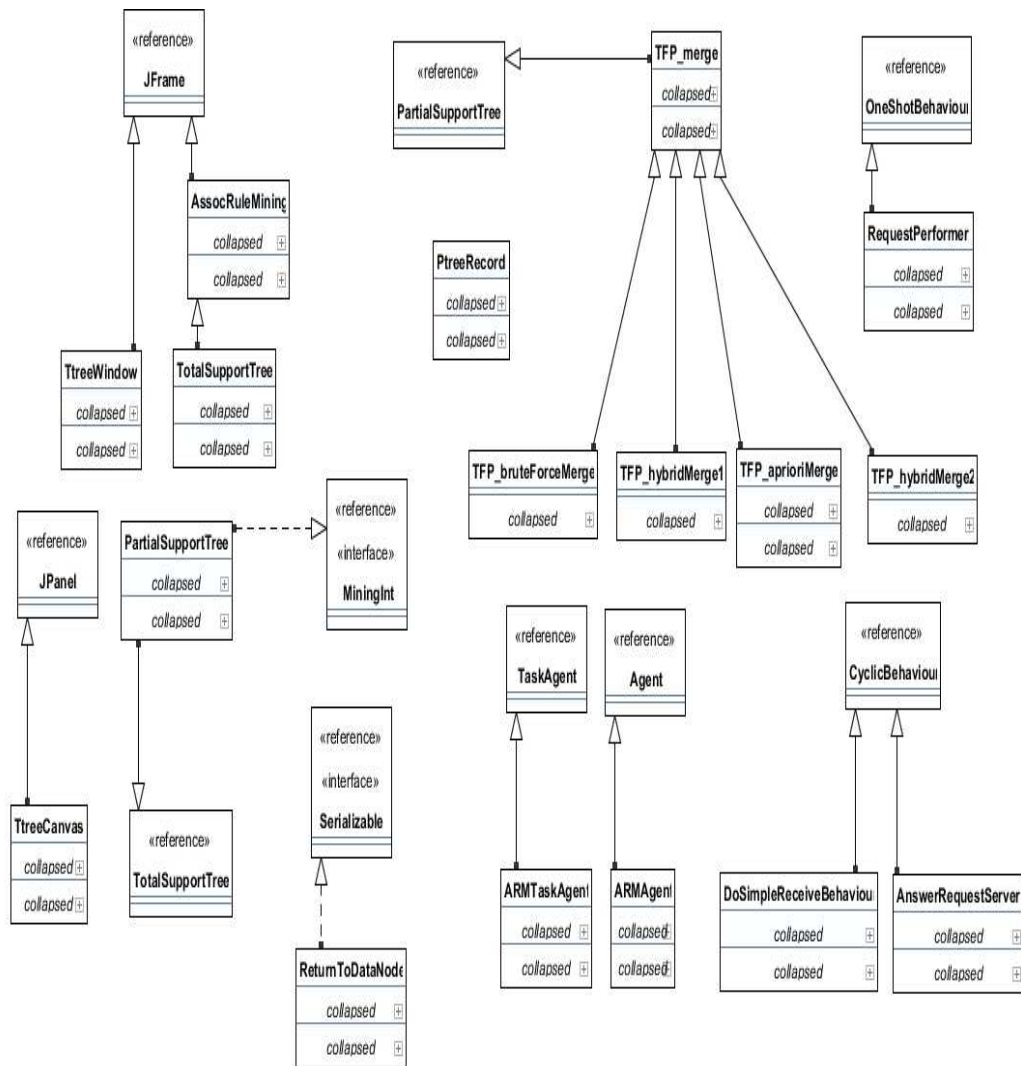 «reference»
JFrame
AssocRuleMining
collapsed
collapsed
TtreeWindow
collapsed
collapsed
TotalSupportTree
collapsed
collapsed
«reference»
PartialSupportTree
TFP_merge
collapsed
collapsed
«reference»
OneShotBehaviou
RequestPerformer
collapsed
collapsed
PtreeRecord
collapsed
collapsed
TFP_bruteForceMerge
collapsed
TFP_hybridMerge1
collapsed
TFP_aprioriMerge
collapsed
collapsed
TFP_hybridMerge2
collapsed
«reference»
JPanel
PartialSupportTree
collapsed
collapsed
«reference»
«interface»
MiningInt
TtreeCanvas
collapsed
collapsed
«reference»
TotalSupportTree
«reference»
«interface»
Serializable
ReturnToDataNode
collapsed
collapsed
«reference»
TaskAgent
«reference»
Agent
«reference»
CyclicBehaviou
ARMTaskAgent
collapsed
collapsed
ARMAgent
collapsed
collapsed
DoSimpleReceiveBehaviou
collapsed
collapsed
AnswerRequestServer
collapsed
collapsed